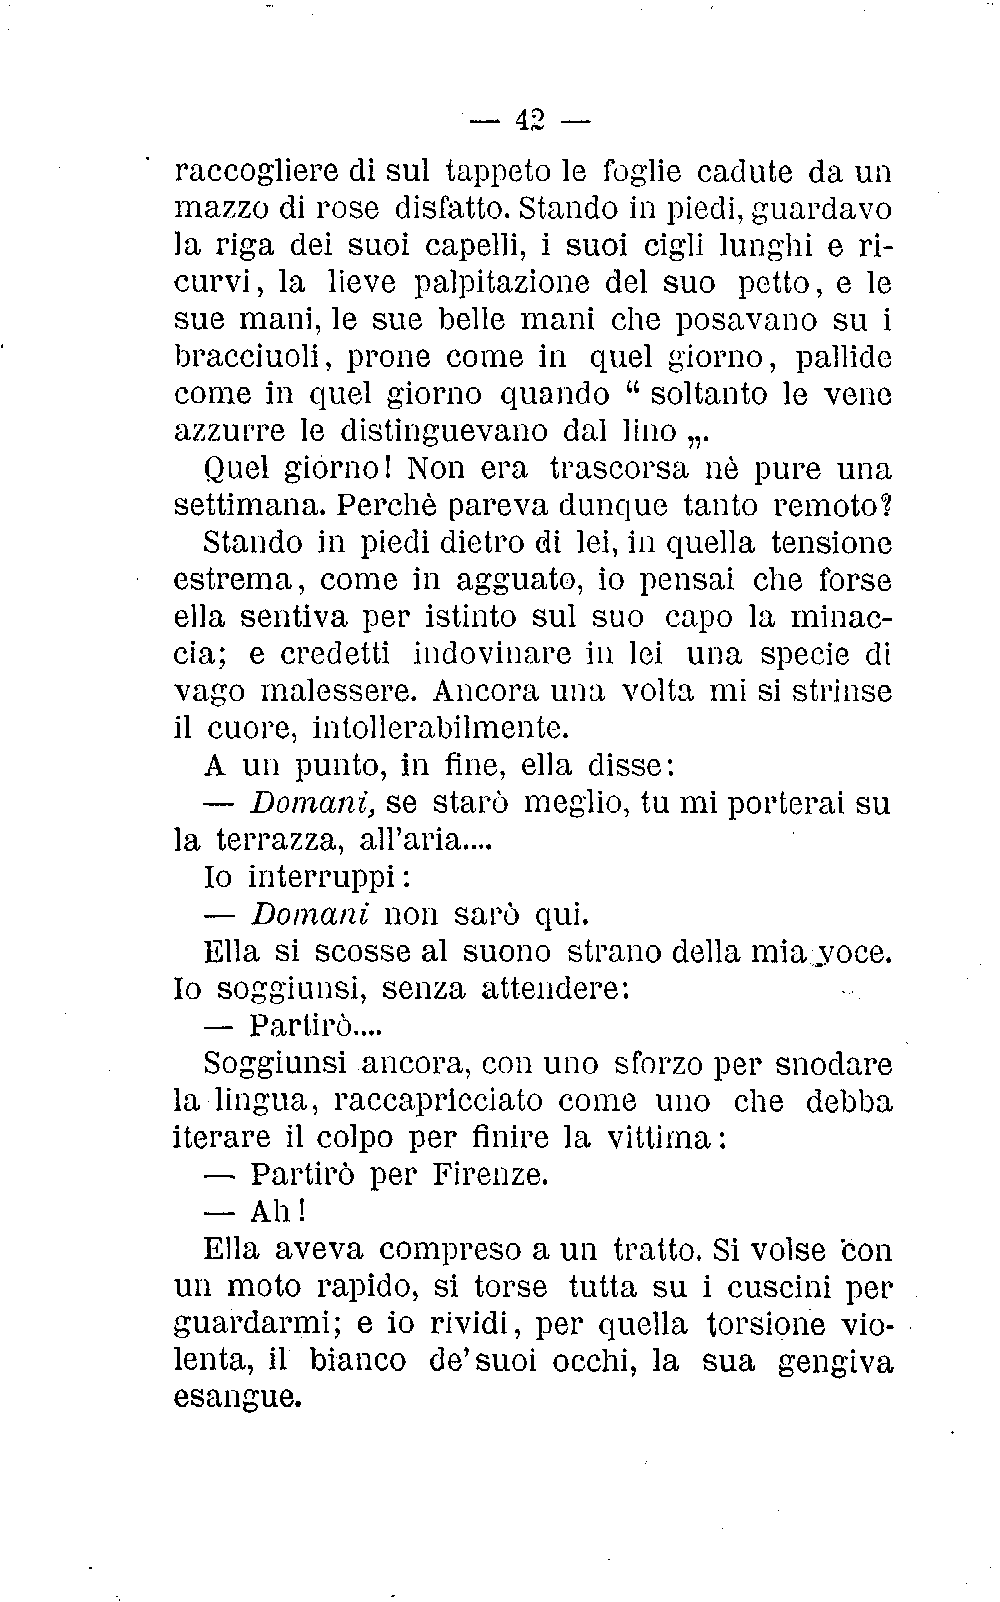 — 42 —
raccogliere di sul tappeto le foglie cadute da un
mazzo di rose disfatto. Stando in piedi, guardavo
la riga dei suoi capelli, i suoi cigli lunghi e ri-
curvi, la lieve palpitazione del suo petto, e le
sue mani, le sue belle mani che posavano su i
bracciuoli, prone come in quel giorno, pallide
come in quel giorno quando “ soltanto le vene
azzurre le distinguevano dal lino „.
Quel giorno! Non era trascorsa nè pure una
settimana. Perchè pareva dunque tanto remoto?
Stando in piedi dietro di lei, in quella tensione
estrema, come in agguato, io pensai che forse
ella sentiva per istinto sul suo capo la minac-
cia; e credetti indovinare in lei una specie di
vago malessere. Ancora una volta mi si strinse
il cuore, intollerabilmente.
A un punto, in fine, ella disse:
— Domani, se starò meglio, tu mi porterai su
la terrazza, all’aria....
Io interruppi:
— Domani non sarò qui.
Ella si scosse al suono strano della mia voce.
Io soggiunsi, senza attendere:
— Partirò....
Soggiunsi ancora, con uno sforzo per snodare
la lingua, raccapricciato come uno che debba
iterare il colpo per finire la vittima:
— Partirò per Firenze.
— Ah!
Ella aveva compreso a un tratto. Si volse con
un moto rapido, si torse tutta su i cuscini per
guardarmi; e io rividi, per quella torsione vio-
lenta, il bianco de’ suoi occhi, la sua gengiva
esangue.